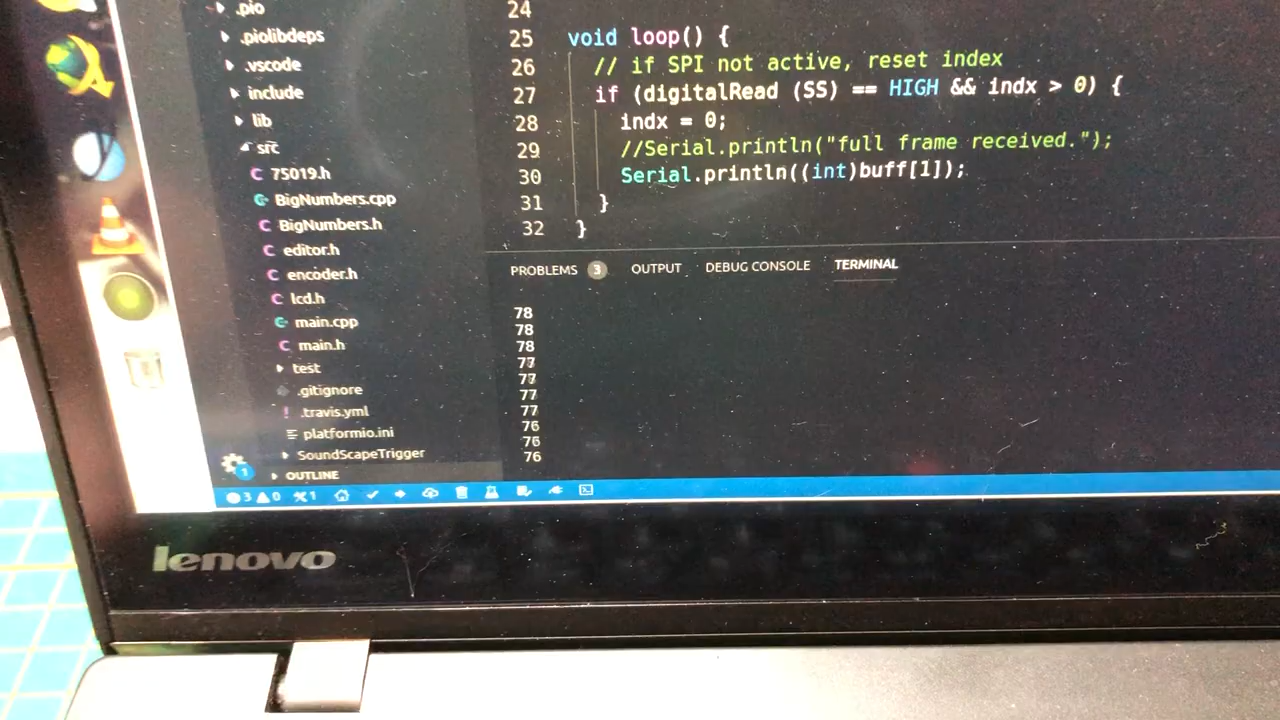 .pio
.piolibdeps
.vscode
include
lib
src
C 75019.h
C BigNumbers.cpp
C BigNumbers.h
C editor.h
C encoder.h
C lcd.h
C main.cpp
C main.h
test
.gitignore
! .travis.yml
platformio.ini
SoundScapeTrigger
OUTLINE
1
24
25 void loop() {
26 // if SPI not active, reset index
27 if (digitalRead (SS) == HIGH && indx > 0) {
28 indx = 0;
29 //Serial.println("full frame received.");
30 Serial.println((int)buff[1]);
31 }
32 }
PROBLEMS 3 OUTPUT DEBUG CONSOLE TERMINAL
78
78
78
77
77
77
77
76
76
76
3 0 1
lenovo